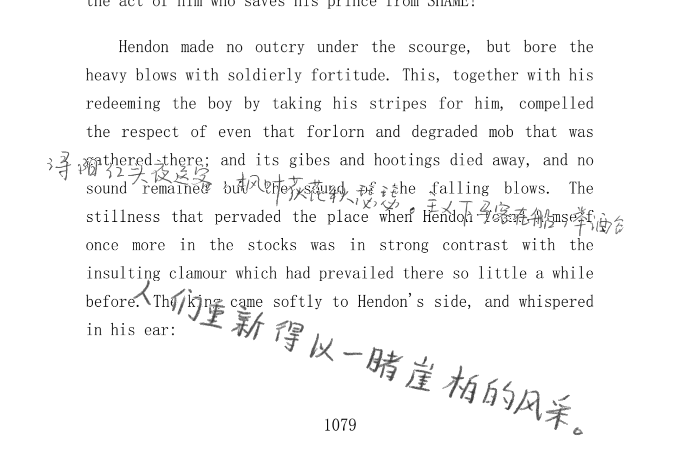 the act of him who saves his prince from SHAME!
Hendon made no outcry under the scourge, but bore the
heavy blows with soldierly fortitude. This, together with his
redeeming the boy by taking his stripes for him, compelled
the respect of even that forlorn and degraded mob that was
gathered there; and its gibes and hootings died away, and no
浔阳江头夜送客，枫叶荻花秋瑟瑟。主人下马客在船，举酒
sound remained but the sound of the falling blows. The
stillness that pervaded the place when Hendon found himself
once more in the stocks was in strong contrast with the
insulting clamour which had prevailed there so little a while
before. The king came softly to Hendon's side, and whispered
in his ear:
人们重新得以一睹崖柏的风采。
1079